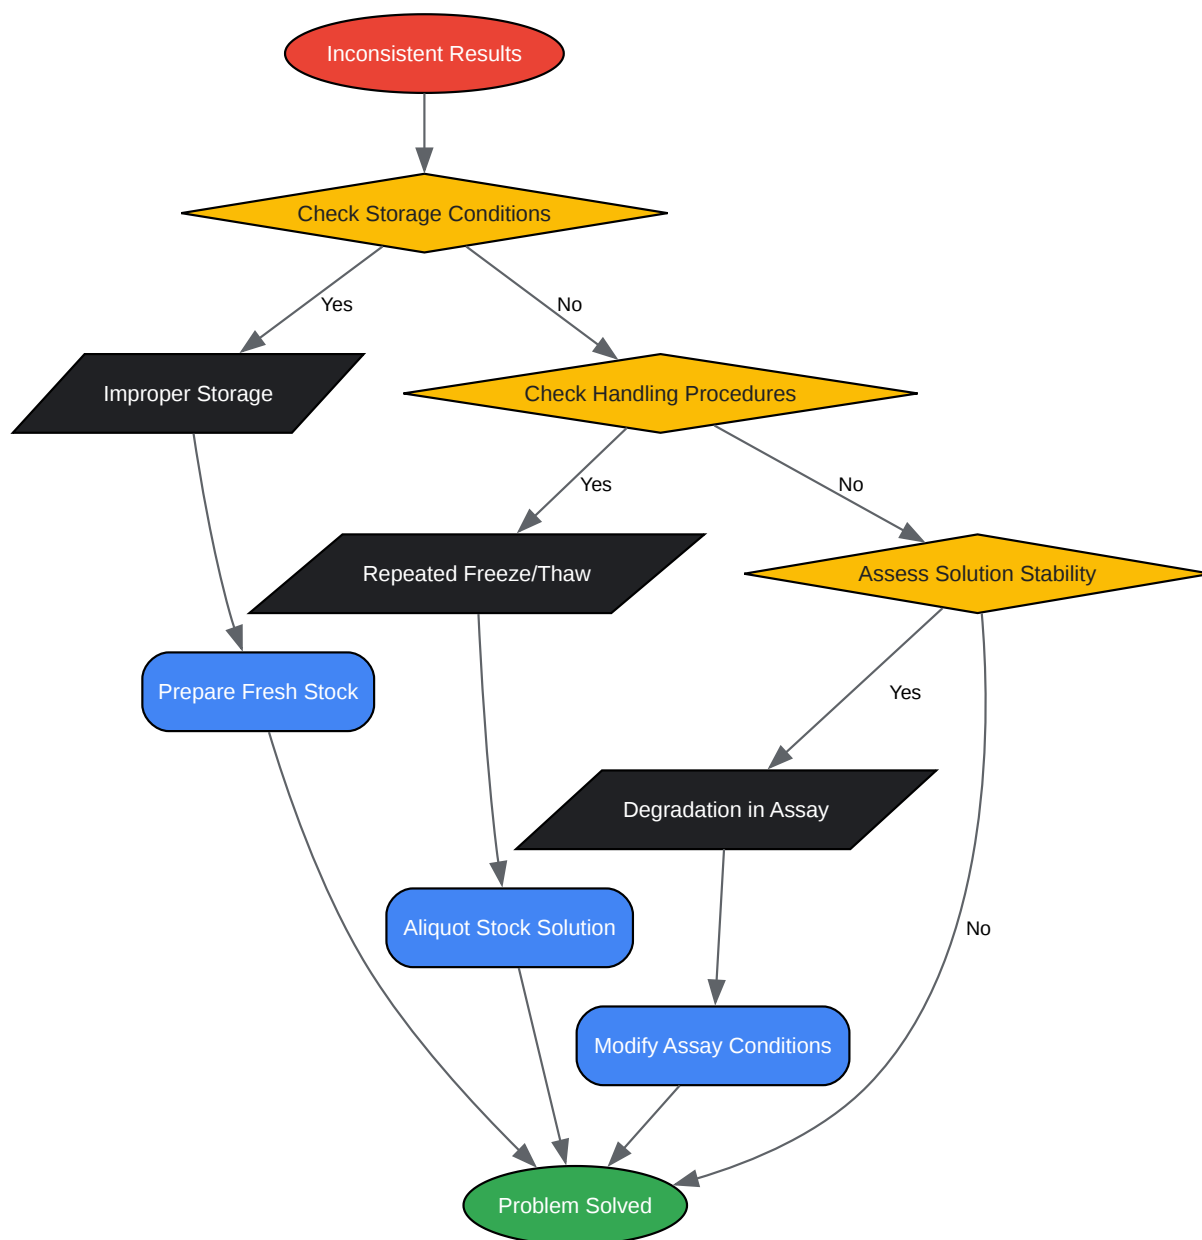 Inconsistent Results
Check Storage Conditions
Yes
No
Improper Storage
Check Handling Procedures
Yes
No
Repeated Freeze/Thaw
Assess Solution Stability
Prepare Fresh Stock
Yes
Degradation in Assay
Aliquot Stock Solution
No
Modify Assay Conditions
Problem Solved